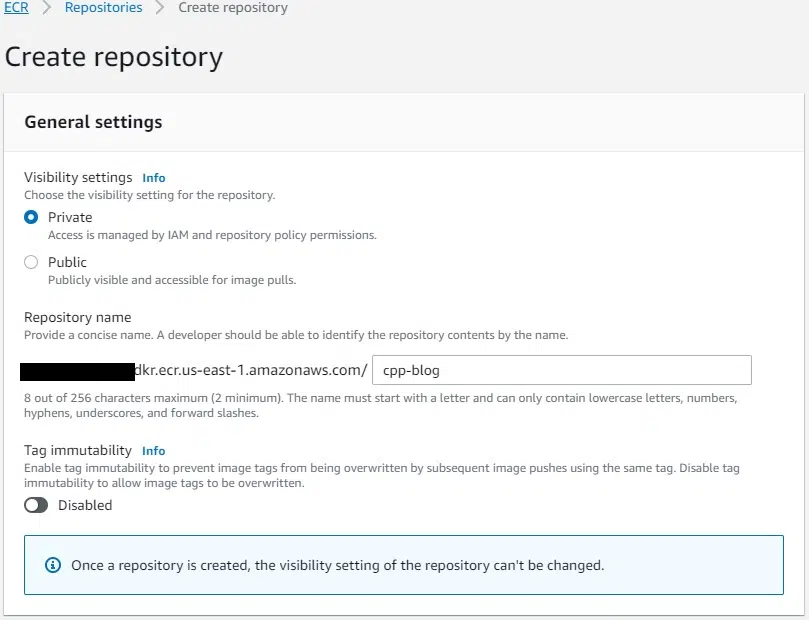 ECR > Repositories > Create repository
Create repository
General settings
Visibility settings Info
Choose the visibility setting for the repository.
Private
Access is managed by IAM and repository policy permissions.
Public
Publicly visible and accessible for image pulls.
Repository name
Provide a concise name. A developer should be able to identify the repository contents by the name.
dkr.ecr.us-east-1.amazonaws.com/ cpp-blog
8 out of 256 characters maximum (2 minimum). The name must start with a letter and can only contain lowercase letters, numbers,
hyphens, underscores, and forward slashes.
Tag immutability Info
Enable tag immutability to prevent image tags from being overwritten by subsequent image pushes using the same tag. Disable tag
immutability to allow image tags to be overwritten.
Disabled
Once a repository is created, the visibility setting of the repository can't be changed.